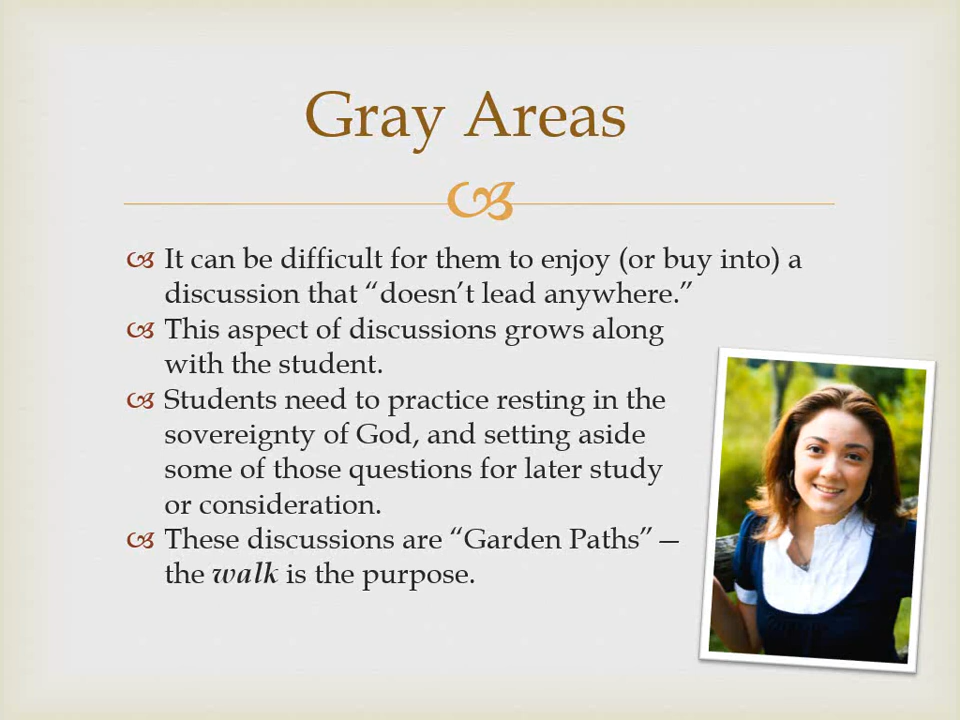 Gray Areas
It can be difficult for them to enjoy (or buy into) a
discussion that “doesn’t lead anywhere.”
This aspect of discussions grows along
with the student.
Students need to practice resting in the
sovereignty of God, and setting aside
some of those questions for later study
or consideration.
These discussions are “Garden Paths”—
the walk is the purpose.